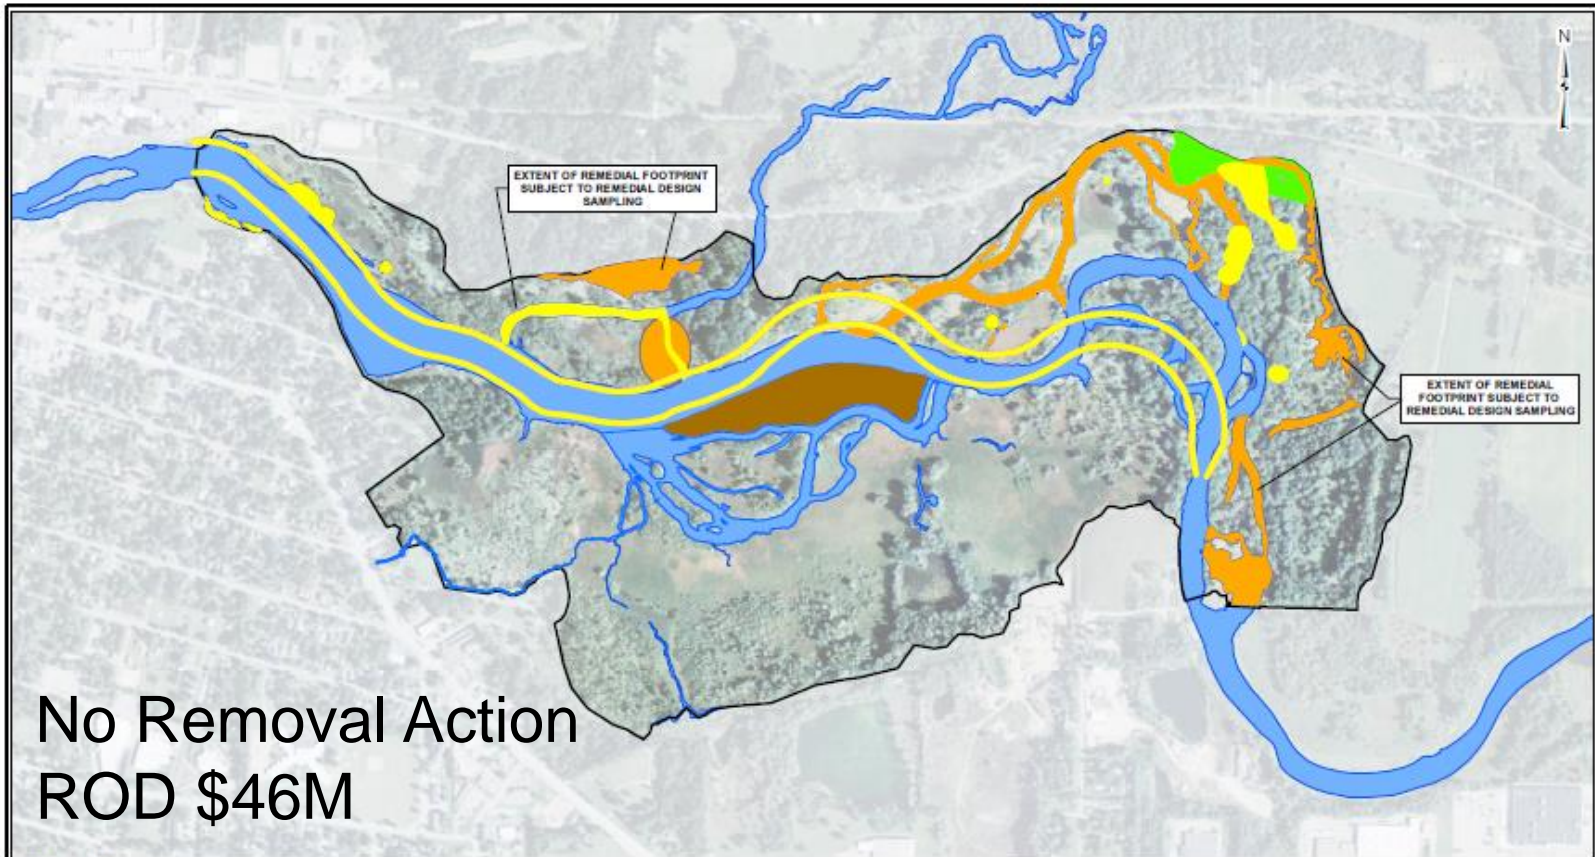 N
EXTENT OF REMEDIAL FOOTPRINT
SUBJECT TO REMEDIAL DESIGN
SAMPLING
EXTENT OF REMEDIAL
FOOTPRINT SUBJECT TO
REMEDIAL DESIGN SAMPLING
No Removal Action
ROD $46M